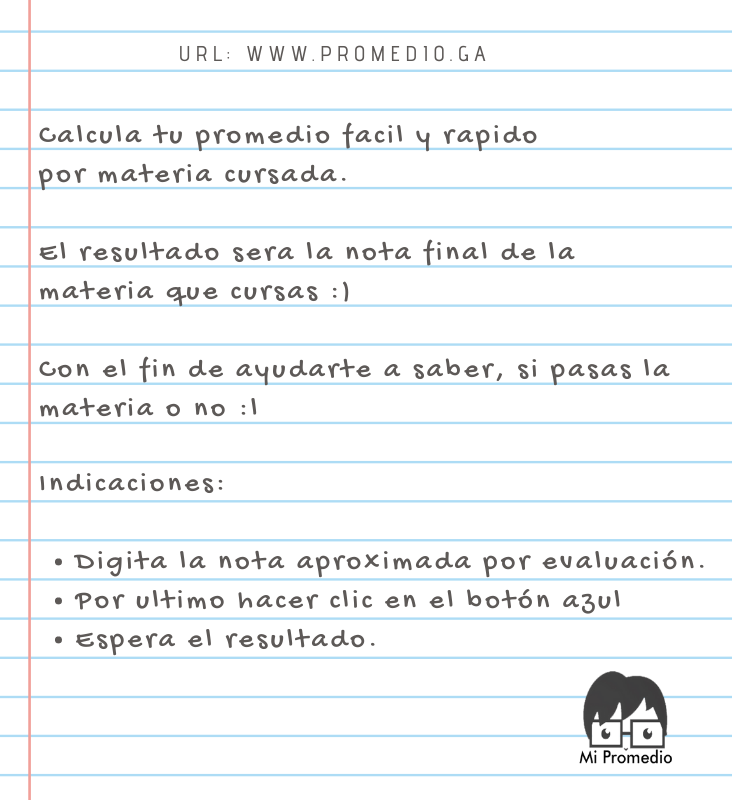 URL: WWW.PROMEDIO.GA
Calcula tu promedio facil y rapido
por materia cursada.
El resultado sera la nota final de la
materia que cursas :)
Con el fin de ayudarte a saber, si pasas la
materia o no :|
Indicaciones:
• Digita la nota aproximada por evaluación.
• Por ultimo hacer clic en el botón azul
• Espera el resultado.
Mi Promedio